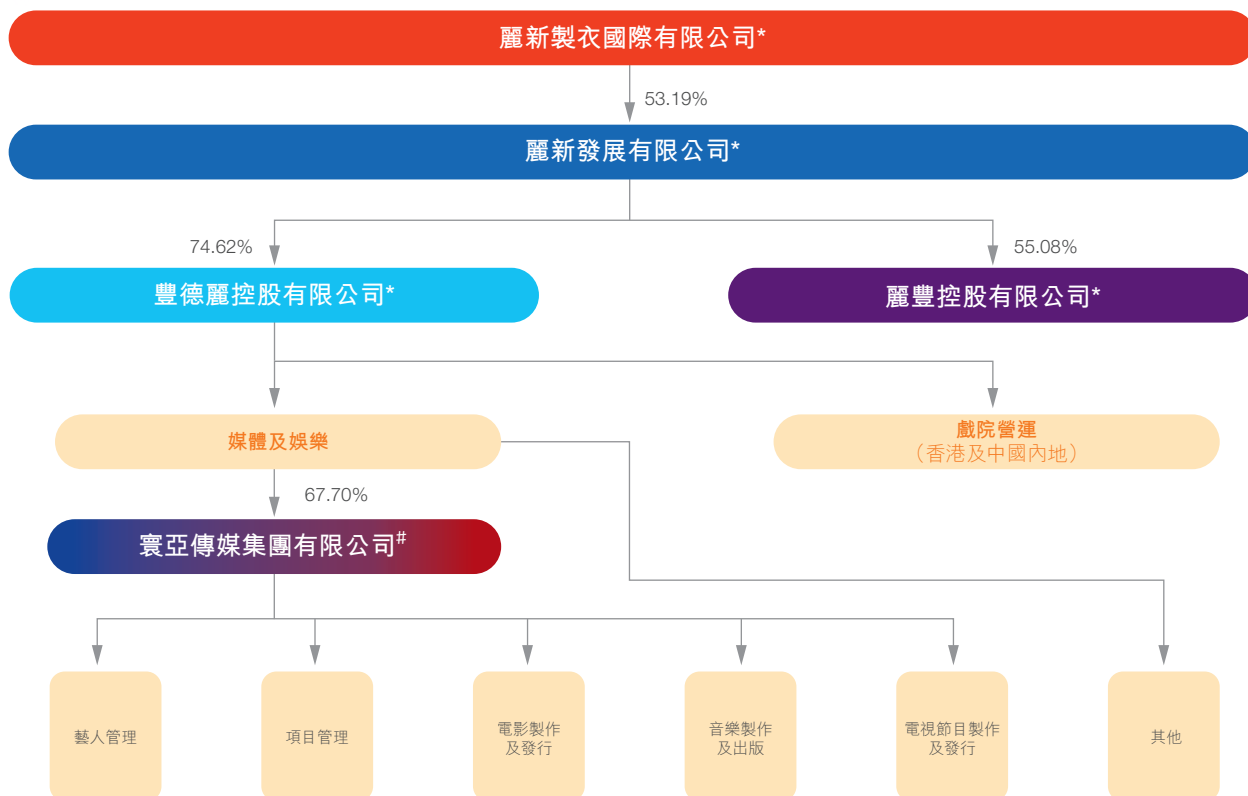 麗新製衣國際有限公司*
53.19%
麗新發展有限公司*
74.62%
55.08%
豐德麗控股有限公司*
麗豐控股有限公司*
媒體及娛樂
戲院營運
（香港及中國內地）
67.70%
寰亞傳媒集團有限公司#
藝人管理
項目管理
電影製作
及發行
音樂製作
及出版
電視節目製作
及發行
其他